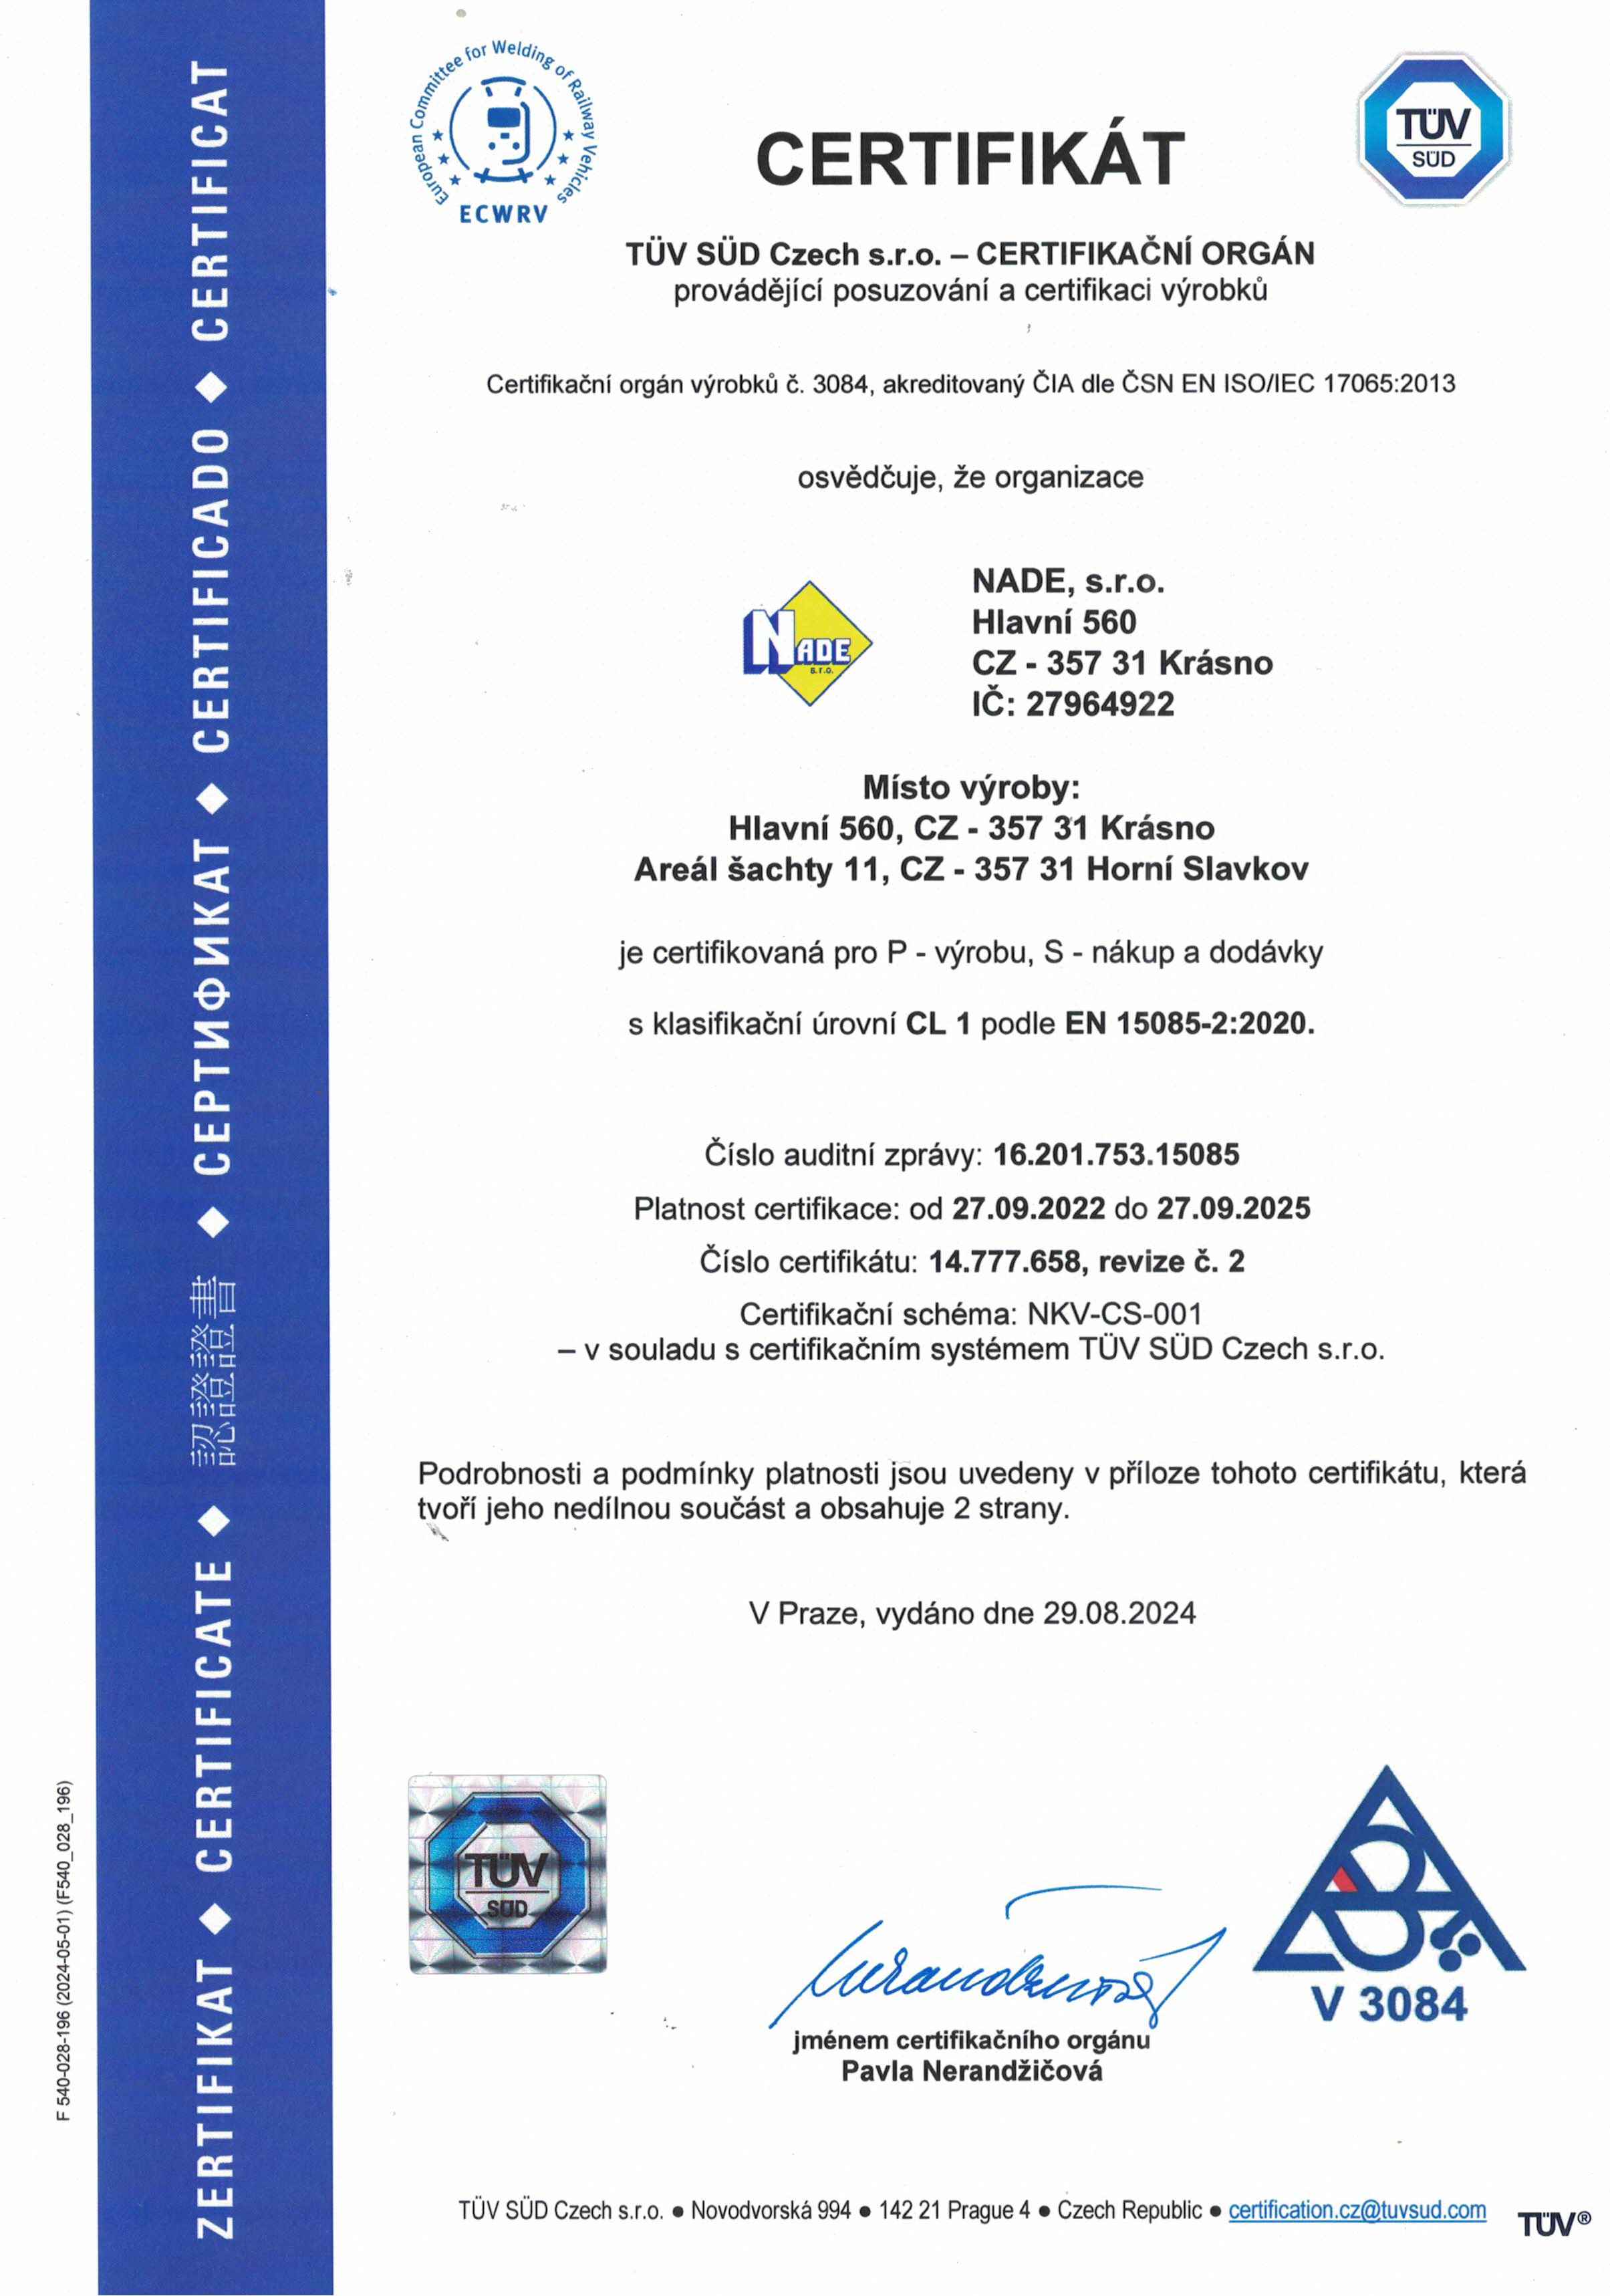 European Committee for Welding of Railway Vehicles
ECWRV
TÜV
SÜD
CERTIFIKÁT
TÜV SÜD Czech s.r.o. – CERTIFIKAČNÍ ORGÁN
provádějící posuzování a certifikaci výrobků
Certifikační orgán výrobků č. 3084, akreditovaný ČIA dle ČSN EN ISO/IEC 17065:2013
osvědčuje, že organizace
NADE
s.r.o.
NADE, s.r.o.
Hlavní 560
CZ - 357 31 Krásno
IČ: 27964922
Místo výroby:
Hlavní 560, CZ - 357 31 Krásno
Areál šachty 11, CZ - 357 31 Horní Slavkov
je certifikovaná pro P - výrobu, S - nákup a dodávky
s klasifikační úrovní CL 1 podle EN 15085-2:2020.
Číslo auditní zprávy: 16.201.753.15085
Platnost certifikace: od 27.09.2022 do 27.09.2025
Číslo certifikátu: 14.777.658, revize č. 2
Certifikační schéma: NKV-CS-001
– v souladu s certifikačním systémem TÜV SÜD Czech s.r.o.
Podrobnosti a podmínky platnosti jsou uvedeny v příloze tohoto certifikátu, která
tvoří jeho nedílnou součást a obsahuje 2 strany.
V Praze, vydáno dne 29.08.2024
TÜV
SÜD
jménem certifikačního orgánu
Pavla Nerandžičová
V 3084
TÜV SÜD Czech s.r.o. ● Novodvorská 994 ● 142 21 Prague 4 ● Czech Republic ● certification.cz@tuvsud.com
TÜV®
ZERTIFIKAT ◆ CERTIFICATE ◆ 認證證書 ◆ СЕРТИФИКАТ ◆ CERTIFICADO ◆ CERTIFICAT
F 540-028-196 (2024-05-01) (F540_028_196)